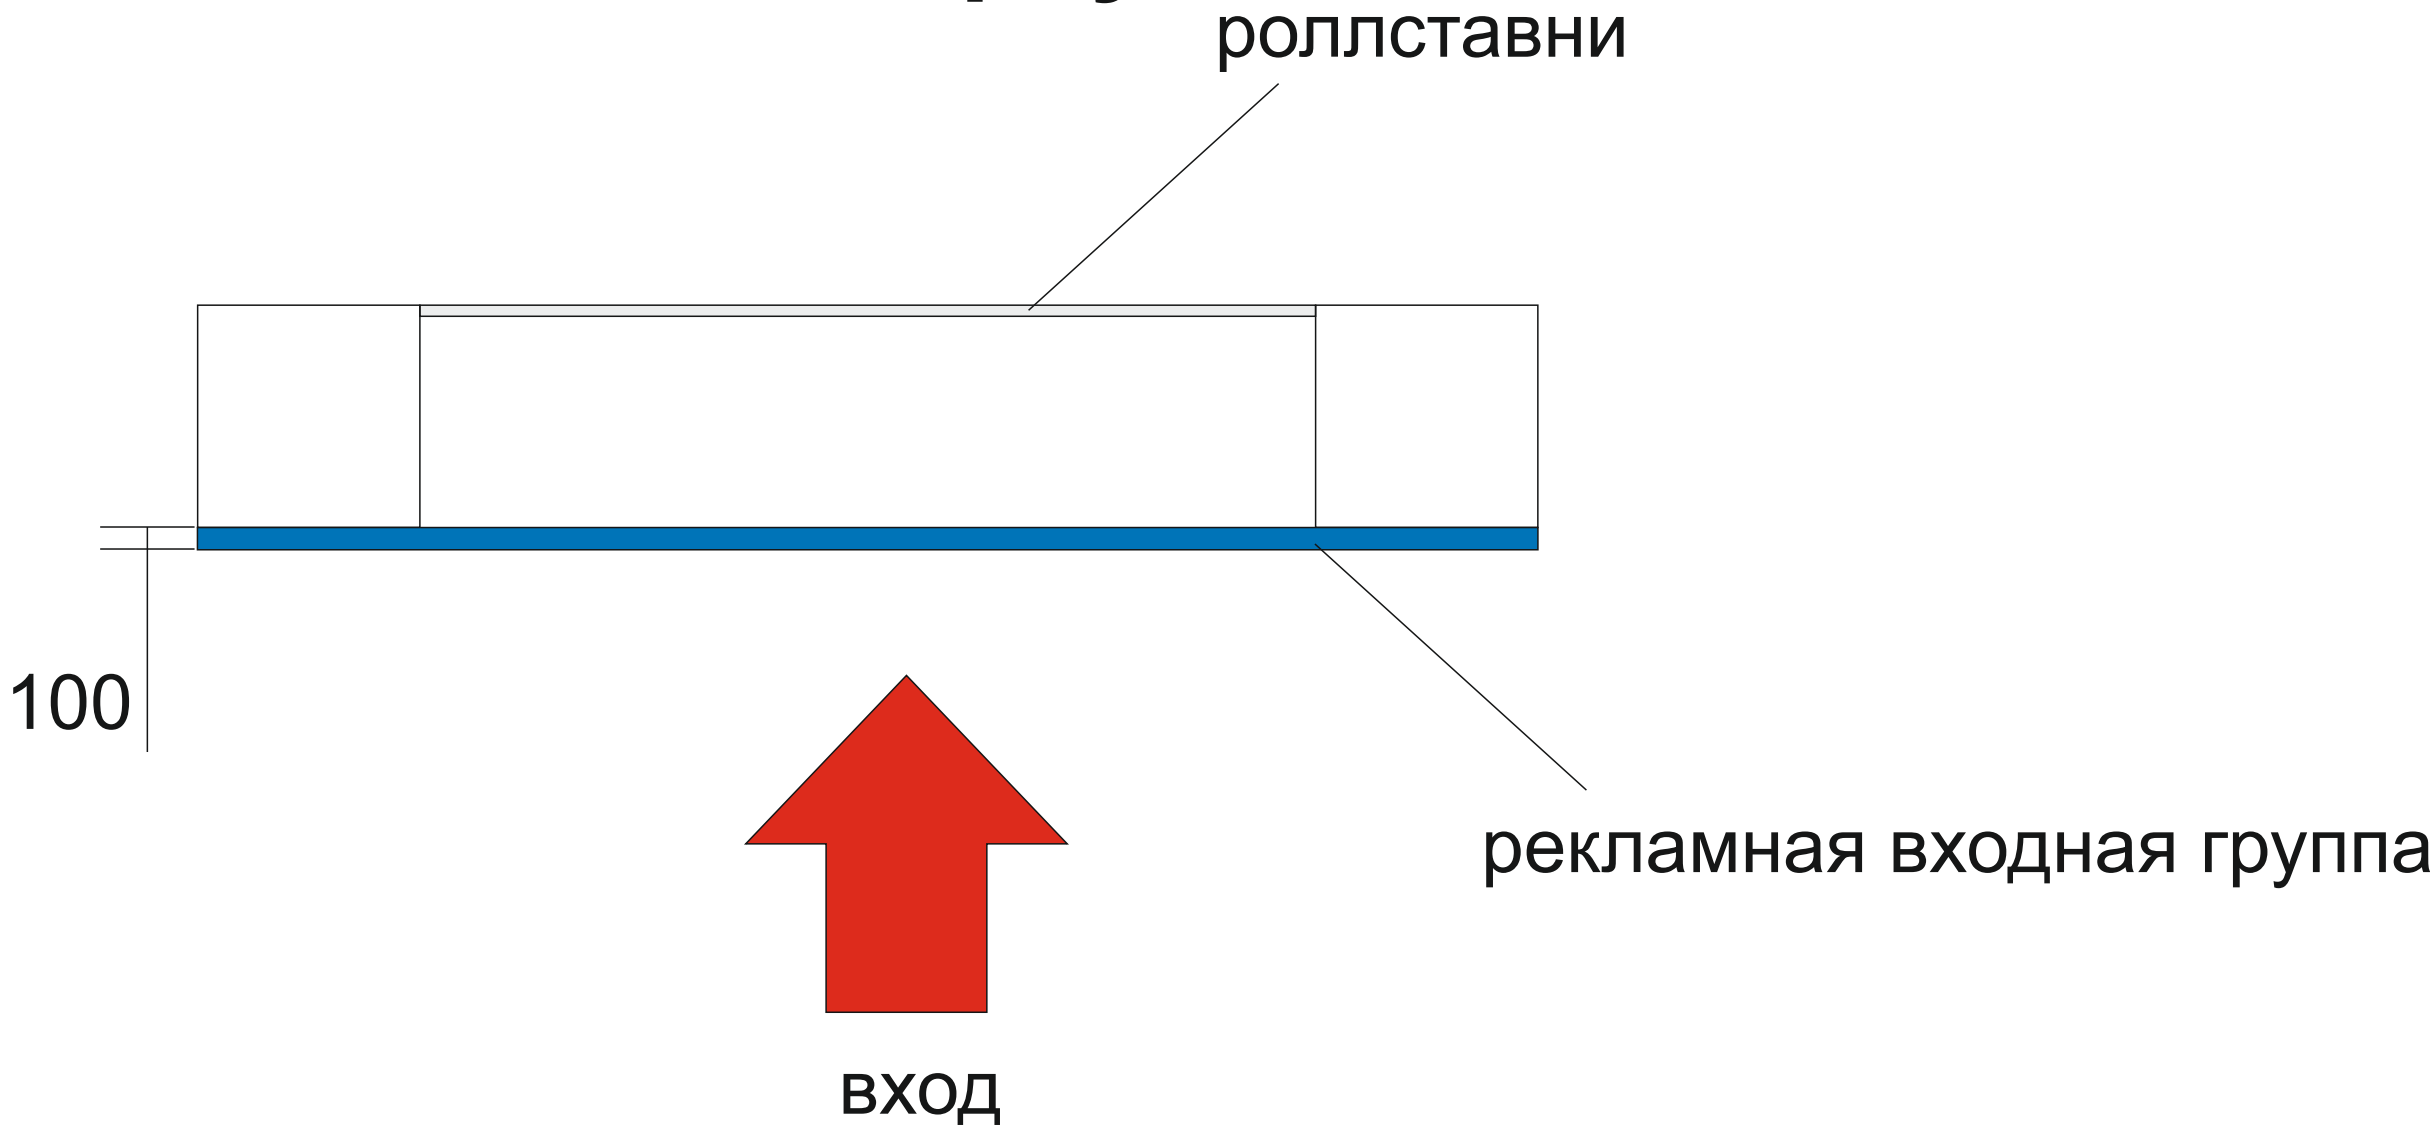 роллставни
100
рекламная входная группа
вход